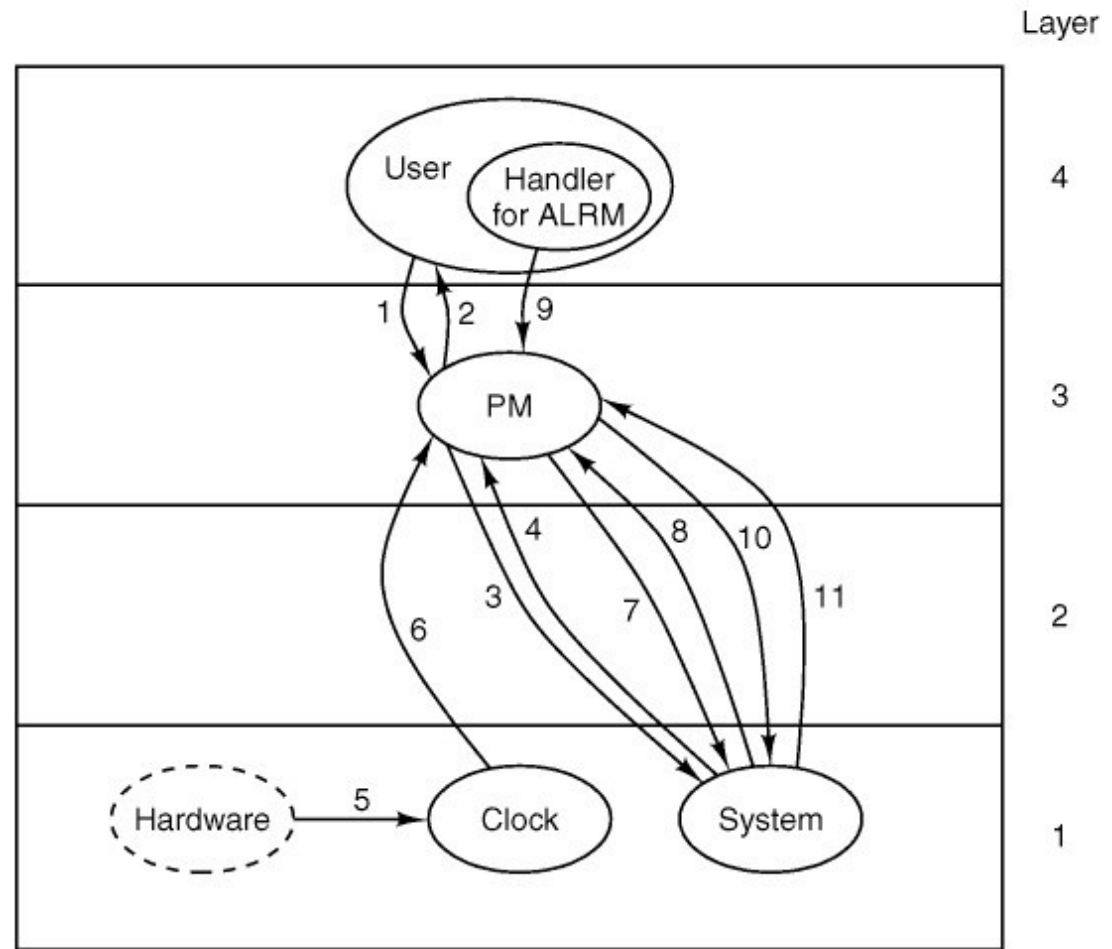 Layer
User
Handler
for ALRM
4
1
2
9
PM
3
4
8
10
3
7
11
6
2
5
Hardware
Clock
System
1